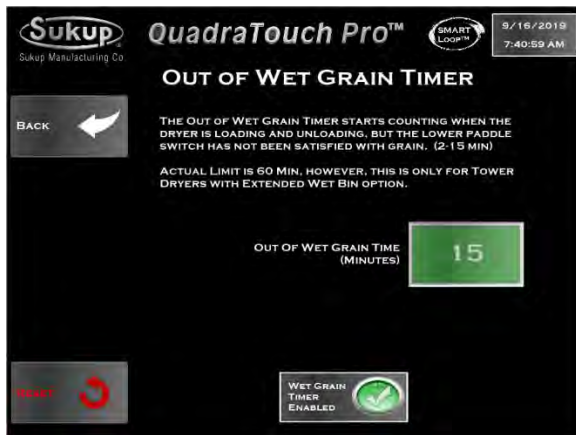 Sukup
Sukup Manufacturing Co.
QuadraTouch Pro™
SMART
LOOP™
9/16/2019
7:40:59 AM
OUT OF WET GRAIN TIMER
BACK
THE OUT OF WET GRAIN TIMER STARTS COUNTING WHEN THE
DRYER IS LOADING AND UNLOADING, BUT THE LOWER PADDLE
SWITCH HAS NOT BEEN SATISFIED WITH GRAIN. (2-15 MIN)
ACTUAL LIMIT IS 60 MIN, HOWEVER, THIS IS ONLY FOR TOWER
DRYERS WITH EXTENDED WET BIN OPTION.
OUT OF WET GRAIN TIME
(MINUTES)
15
RESET
WET GRAIN
TIMER
ENABLED